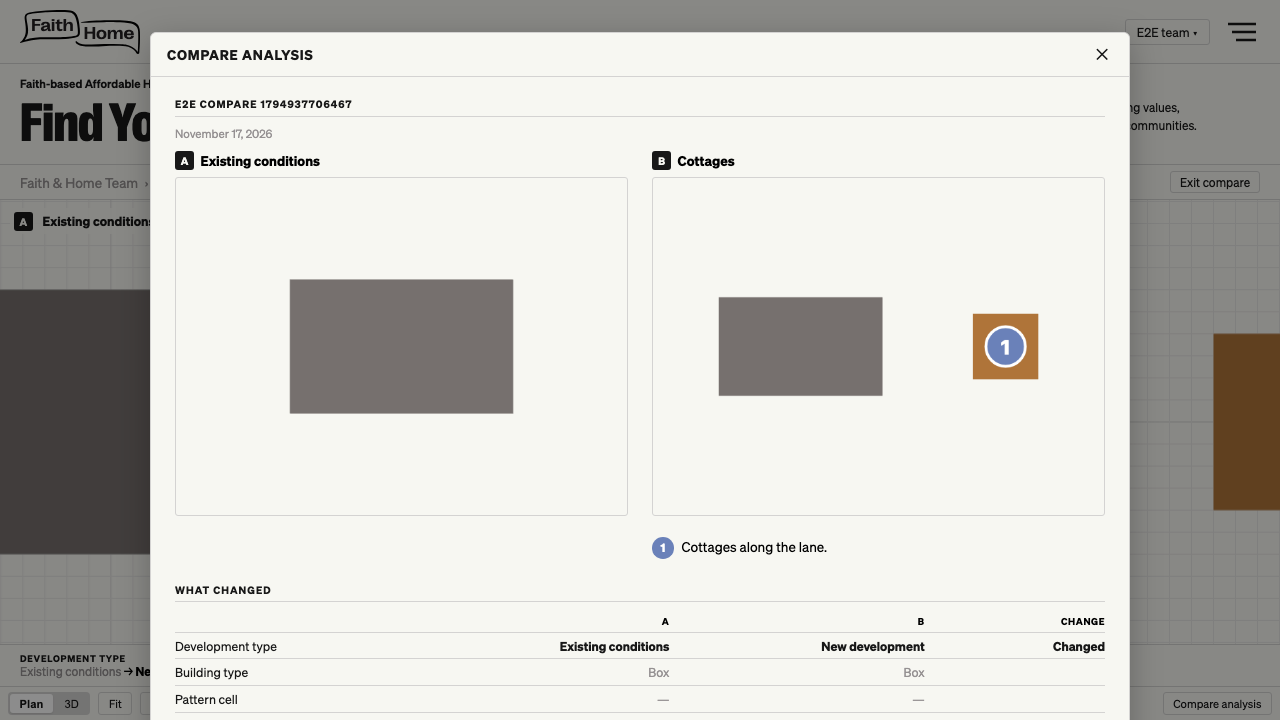 Faith
Home
E2E team
Faith-based Affordable H
Find Yo
ng values,
ommunities.
Faith & Home Team ›
Exit compare
A Existing conditions
COMPARE ANALYSIS
E2E COMPARE 1794937706467
November 17, 2026
A Existing conditions
B Cottages
1
1 Cottages along the lane.
WHAT CHANGED
A B CHANGE
Development type Existing conditions New development Changed
Building type Box Box
Pattern cell — —
DEVELOPMENT TYPE
Existing conditions → Ne
Plan 3D Fit
Compare analysis